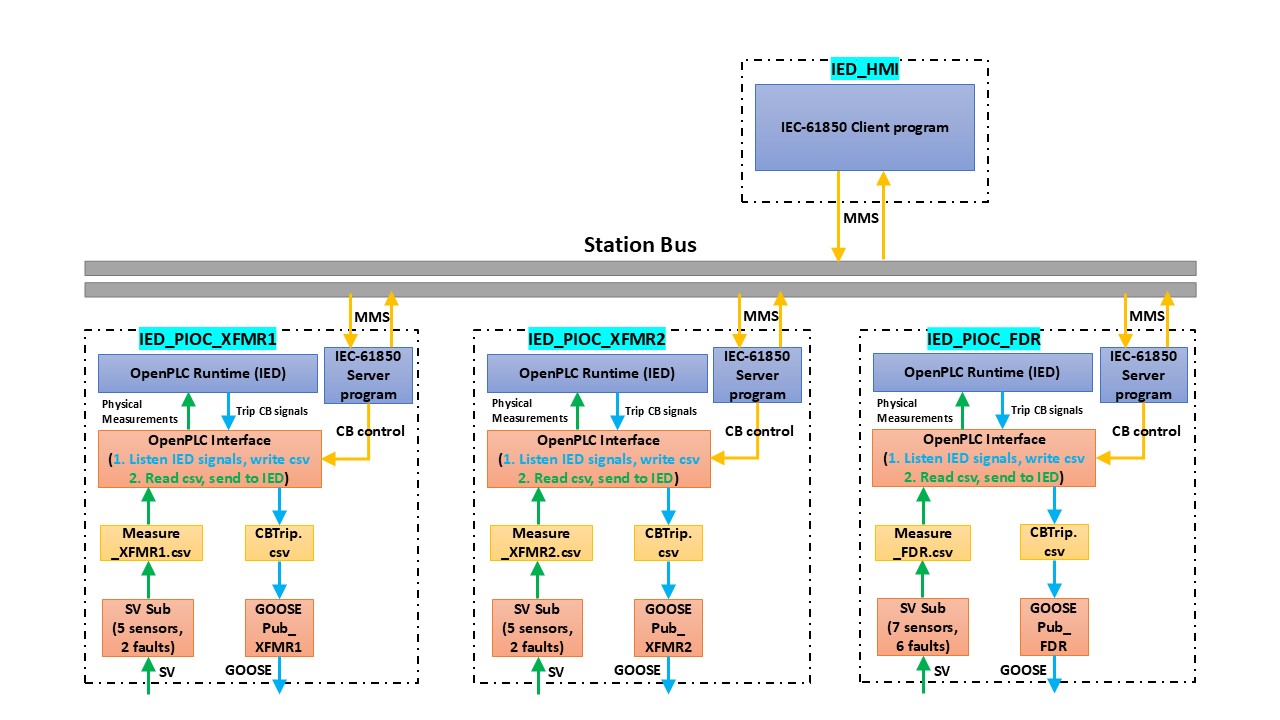 IED_HMI
IEC-61850 Client program
MMS
Station Bus
MMS
IED_PIOC_XFMR1
OpenPLC Runtime (IED)
IEC-61850
Server
program
Physical
Measurements
Trip CB signals
CB control
OpenPLC Interface
(1. Listen IED signals, write csv
2. Read csv, send to IED)
Measure
_XFMR1.csv
CBTrip.
csv
SV Sub
(5 sensors,
2 faults)
GOOSE
Pub_
XFMR1
SV
GOOSE
MMS
IED_PIOC_XFMR2
OpenPLC Runtime (IED)
IEC-61850
Server
program
Physical
Measurements
Trip CB signals
CB control
OpenPLC Interface
(1. Listen IED signals, write csv
2. Read csv, send to IED)
Measure
_XFMR2.csv
CBTrip.
csv
SV Sub
(5 sensors,
2 faults)
GOOSE
Pub_
XFMR2
SV
GOOSE
MMS
IED_PIOC_FDR
OpenPLC Runtime (IED)
IEC-61850
Server
program
Physical
Measurements
Trip CB signals
CB control
OpenPLC Interface
(1. Listen IED signals, write csv
2. Read csv, send to IED)
Measure
_FDR.csv
CBTrip.
csv
SV Sub
(7 sensors,
6 faults)
GOOSE
Pub_
FDR
SV
GOOSE